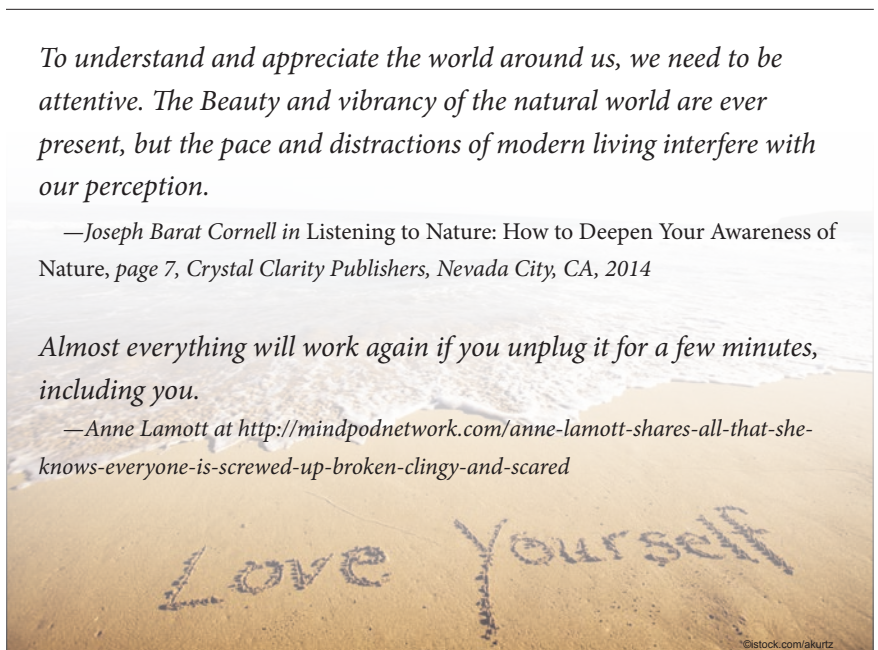 To understand and appreciate the world around us, we need to be
attentive. The Beauty and vibrancy of the natural world are ever
present, but the pace and distractions of modern living interfere with
our perception.
—Joseph Barat Cornell in Listening to Nature: How to Deepen Your Awareness of
Nature, page 7, Crystal Clarity Publishers, Nevada City, CA, 2014
Almost everything will work again if you unplug it for a few minutes,
including you.
—Anne Lamott at http://mindpodnetwork.com/anne-lamott-shares-all-that-she-
knows-everyone-is-screwed-up-broken-clingy-and-scared
Love Yourself
©istock.com/akurtz